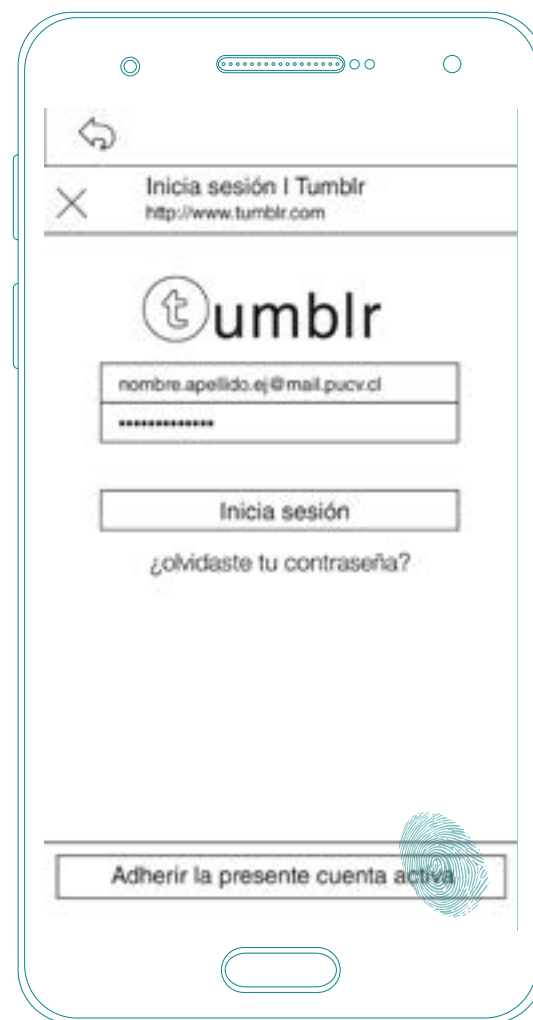 Inicia sesión I Tumblr
http://www.tumblr.com
tumblr
nombre.apellido.ej@mail.pucv.cl
•••••••••••••
Inicia sesión
¿olvidaste tu contraseña?
Adherir la presente cuenta activa